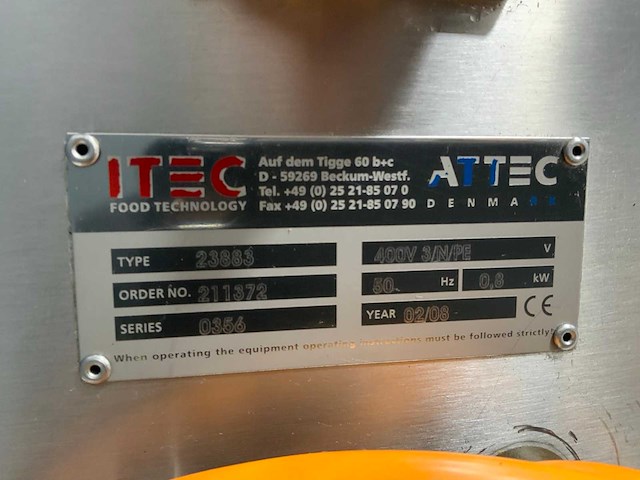 ITEC
FOOD TECHNOLOGY
Auf dem Tigge 60 b+c
D - 59269 Beckum-Westf.
Tel. +49 (0) 25 21-85 07 0
Fax +49 (0) 25 21-85 07 90
ATTEC
DENMARK
TYPE 23883
ORDER NO. 211372
SERIES 0356
400V 3/N/PE V
50 Hz 0,8 kW
YEAR 02/08 CE
When operating the equipment operating instructions must be followed strictly!